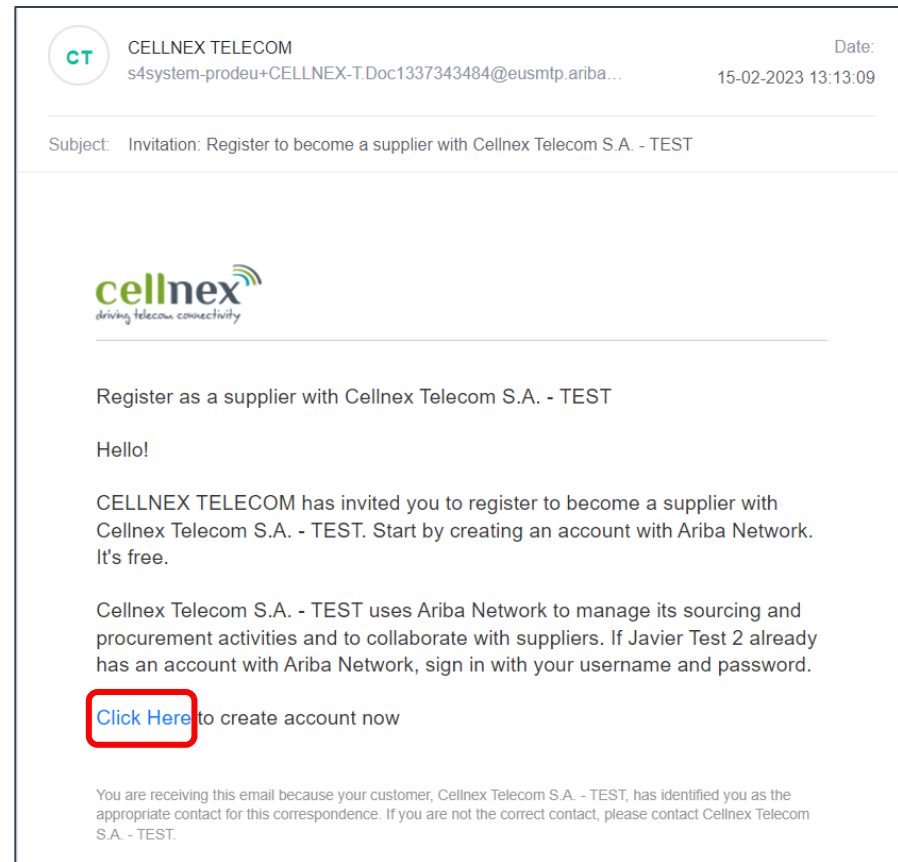 CT
CELLNEX TELECOM
Date:
s4system-prodeu+CELLNEX-T.Doc1337343484@eusmtp.ariba...
15-02-2023 13:13:09
Subject: Invitation: Register to become a supplier with Cellnex Telecom S.A. - TEST
cellnex
driving telecom connectivity
Register as a supplier with Cellnex Telecom S.A. - TEST
Hello!
CELLNEX TELECOM has invited you to register to become a supplier with
Cellnex Telecom S.A. - TEST. Start by creating an account with Ariba Network.
It's free.
Cellnex Telecom S.A. - TEST uses Ariba Network to manage its sourcing and
procurement activities and to collaborate with suppliers. If Javier Test 2 already
has an account with Ariba Network, sign in with your username and password.
Click Here to create account now
You are receiving this email because your customer, Cellnex Telecom S.A. - TEST, has identified you as the
appropriate contact for this correspondence. If you are not the correct contact, please contact Cellnex Telecom
S.A. - TEST.